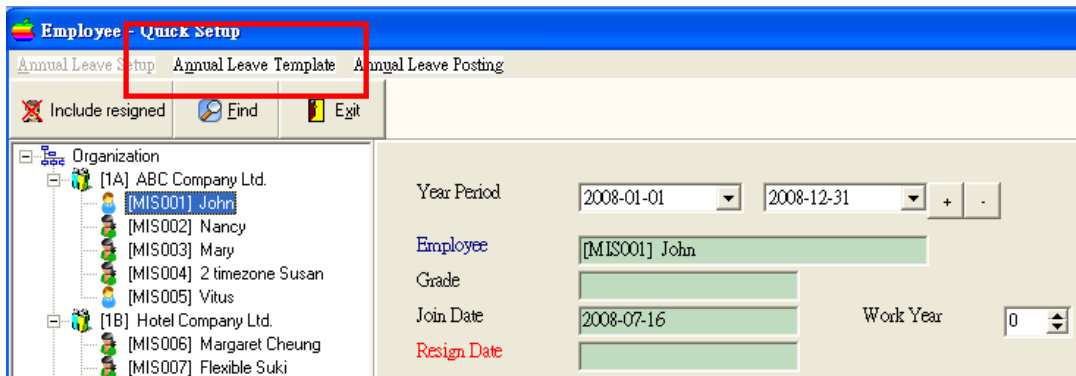 Employee - Quick Setup
Annual Leave Setup Annual Leave Template Annual Leave Posting
Include resigned Find Exit
Organization
[1A] ABC Company Ltd.
[MIS001] John
[MIS002] Nancy
[MIS003] Mary
[MIS004] 2 timezone Susan
[MIS005] Vitus
[1B] Hotel Company Ltd.
[MIS006] Margaret Cheung
[MIS007] Flexible Suki
Year Period 2008-01-01 2008-12-31 + -
Employee [MIS001] John
Grade
Join Date 2008-07-16 Work Year 0
Resign Date